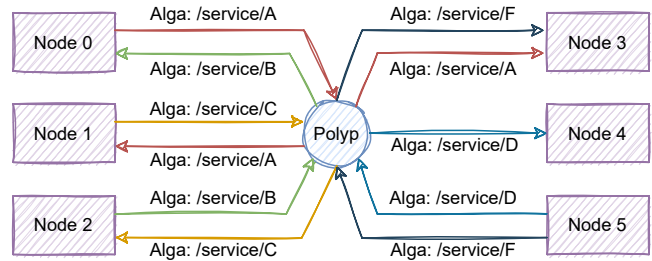 Alga: /service/A
Alga: /service/F
Node 0
Node 3
Alga: /service/B
Alga: /service/A
Alga: /service/C
Node 1
Polyp
Node 4
Alga: /service/A
Alga: /service/D
Alga: /service/B
Alga: /service/D
Node 2
Node 5
Alga: /service/C
Alga: /service/F